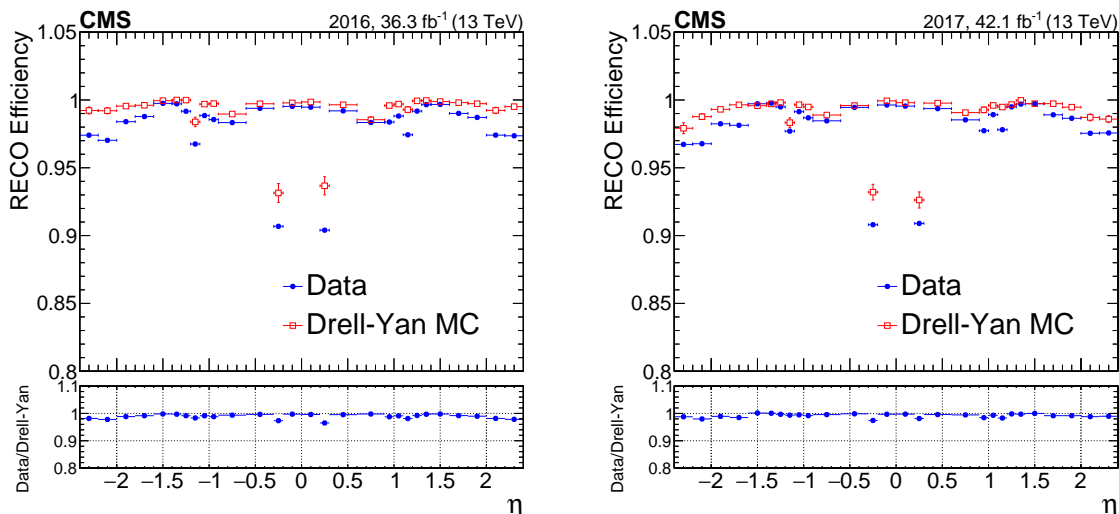 CMS
2016, 36.3 fb⁻¹ (13 TeV)
RECO Efficiency
1.05
1
0.95
0.9
0.85
0.8
Data
Drell-Yan MC
Data/Drell-Yan
1.1
1
0.9
0.8
−2 −1.5 −1 −0.5 0 0.5 1 1.5 2
η
CMS
2017, 42.1 fb⁻¹ (13 TeV)
RECO Efficiency
1.05
1
0.95
0.9
0.85
0.8
Data
Drell-Yan MC
Data/Drell-Yan
1.1
1
0.9
0.8
−2 −1.5 −1 −0.5 0 0.5 1 1.5 2
η